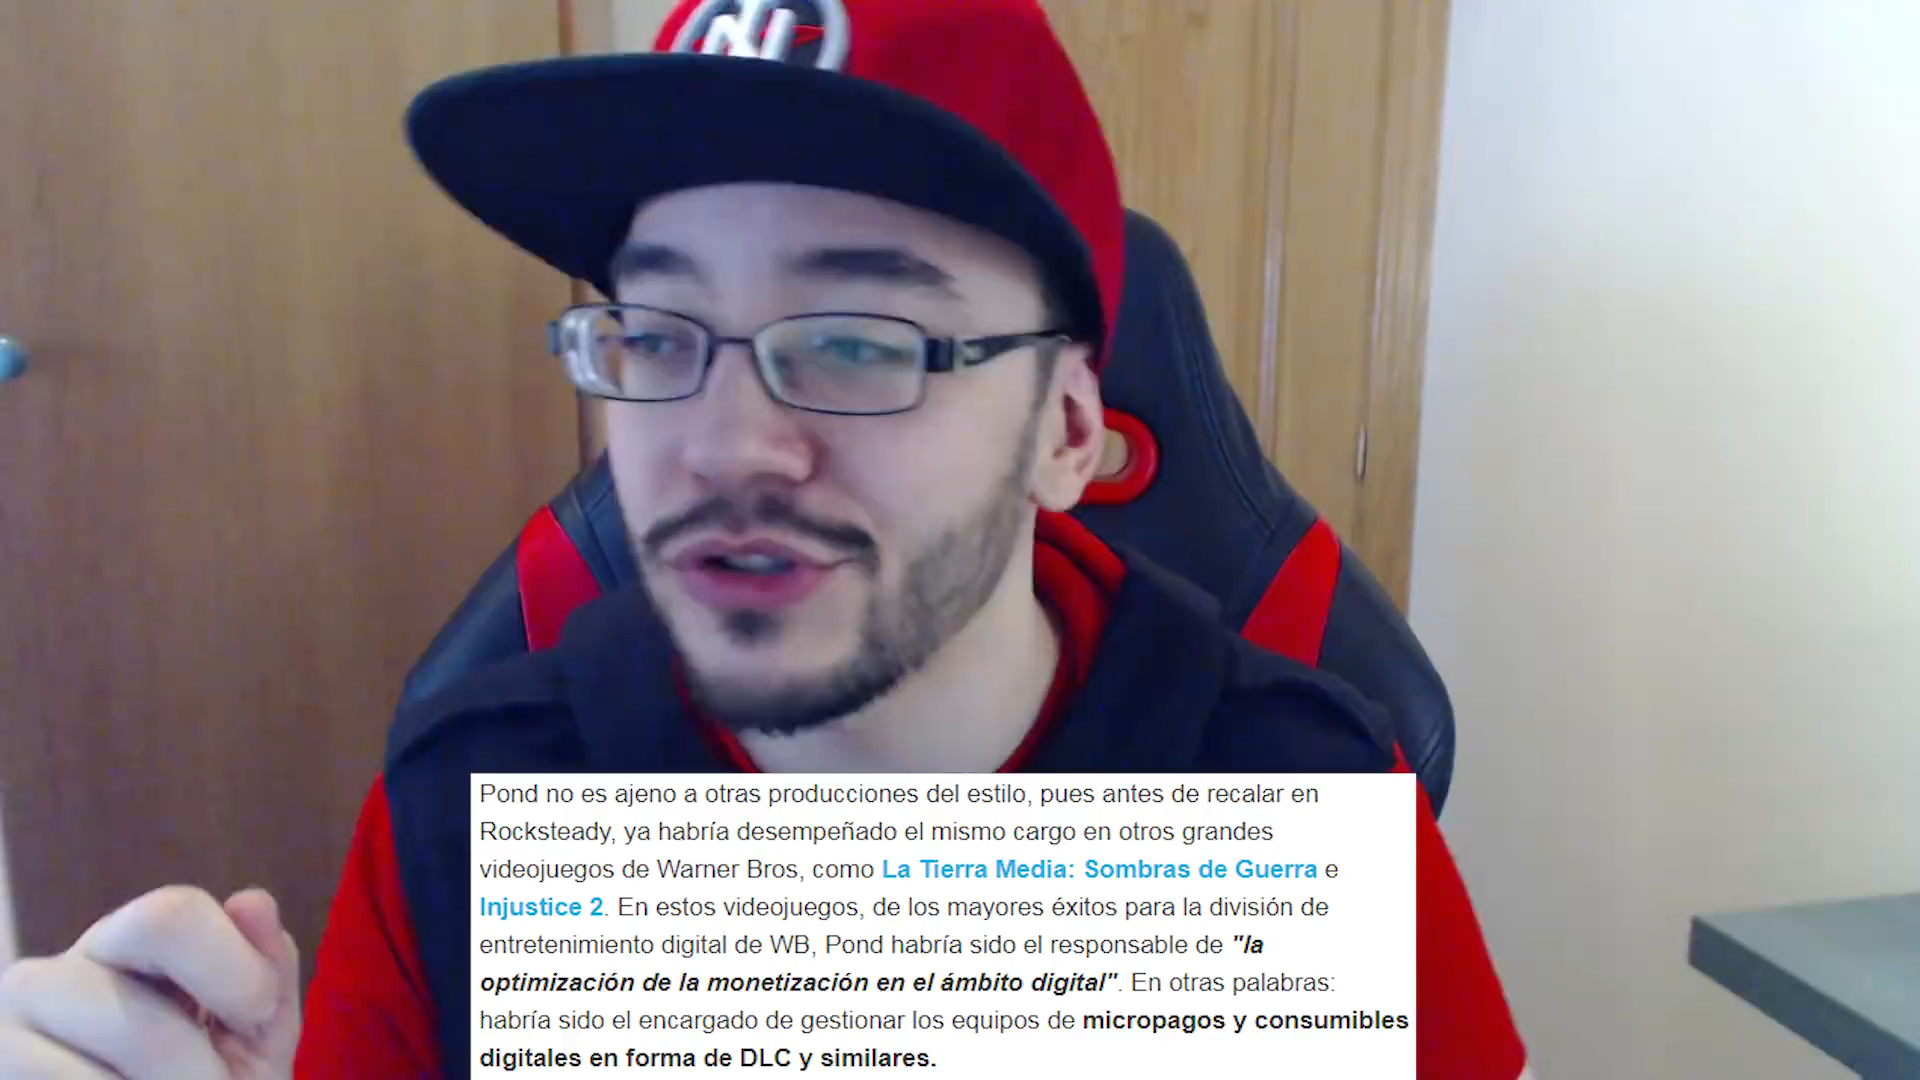 Pond no es ajeno a otras producciones del estilo, pues antes de recalar en
Rocksteady, ya habría desempeñado el mismo cargo en otros grandes
videojuegos de Warner Bros, como La Tierra Media: Sombras de Guerra e
Injustice 2. En estos videojuegos, de los mayores éxitos para la división de
entretenimiento digital de WB, Pond habría sido el responsable de "la
optimización de la monetización en el ámbito digital". En otras palabras:
habría sido el encargado de gestionar los equipos de micropagos y consumibles
digitales en forma de DLC y similares.